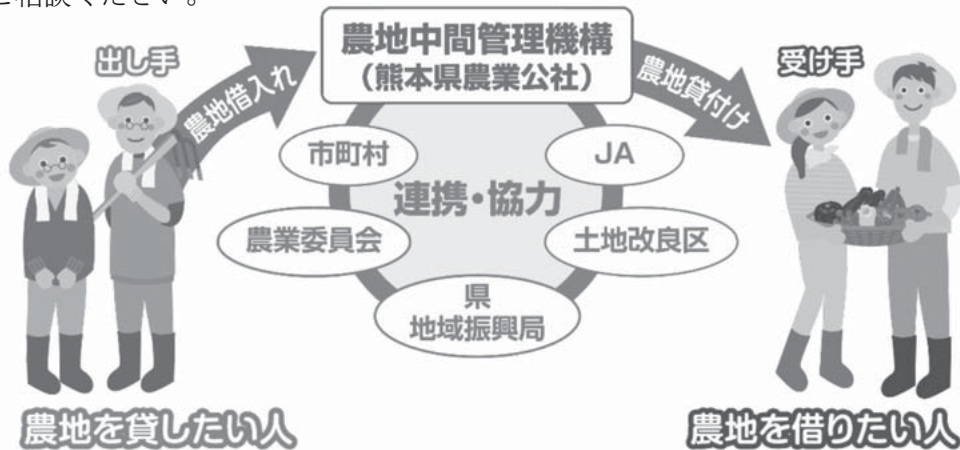 ご相談ください。
農地中間管理機構
（熊本県農業公社）
出し手
農地借入れ
農地貸付け
受け手
市町村
JA
連携・協力
農業委員会
土地改良区
県
地域振興局
農地を貸したい人
農地を借りたい人